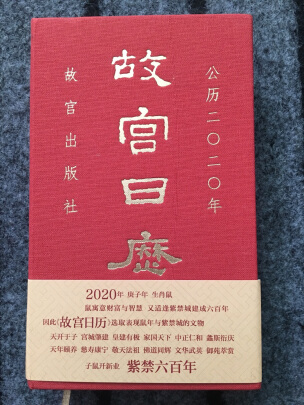 公历二〇二〇年
故宫日历
故宫出版社
2020年 庚子年 生肖鼠
鼠寓意财富与智慧 又适逢紫禁城建成六百年
因此《故宫日历》选取表现鼠年与紫禁城的文物
天开于子 宫城肇建 皇建有极 家国天下 中正仁和 螽斯衍庆
天年颐养 慈寿康宁 敬天法祖 佛道同辉 文华武英 御苑萃赏
子鼠开新业 紫禁六百年